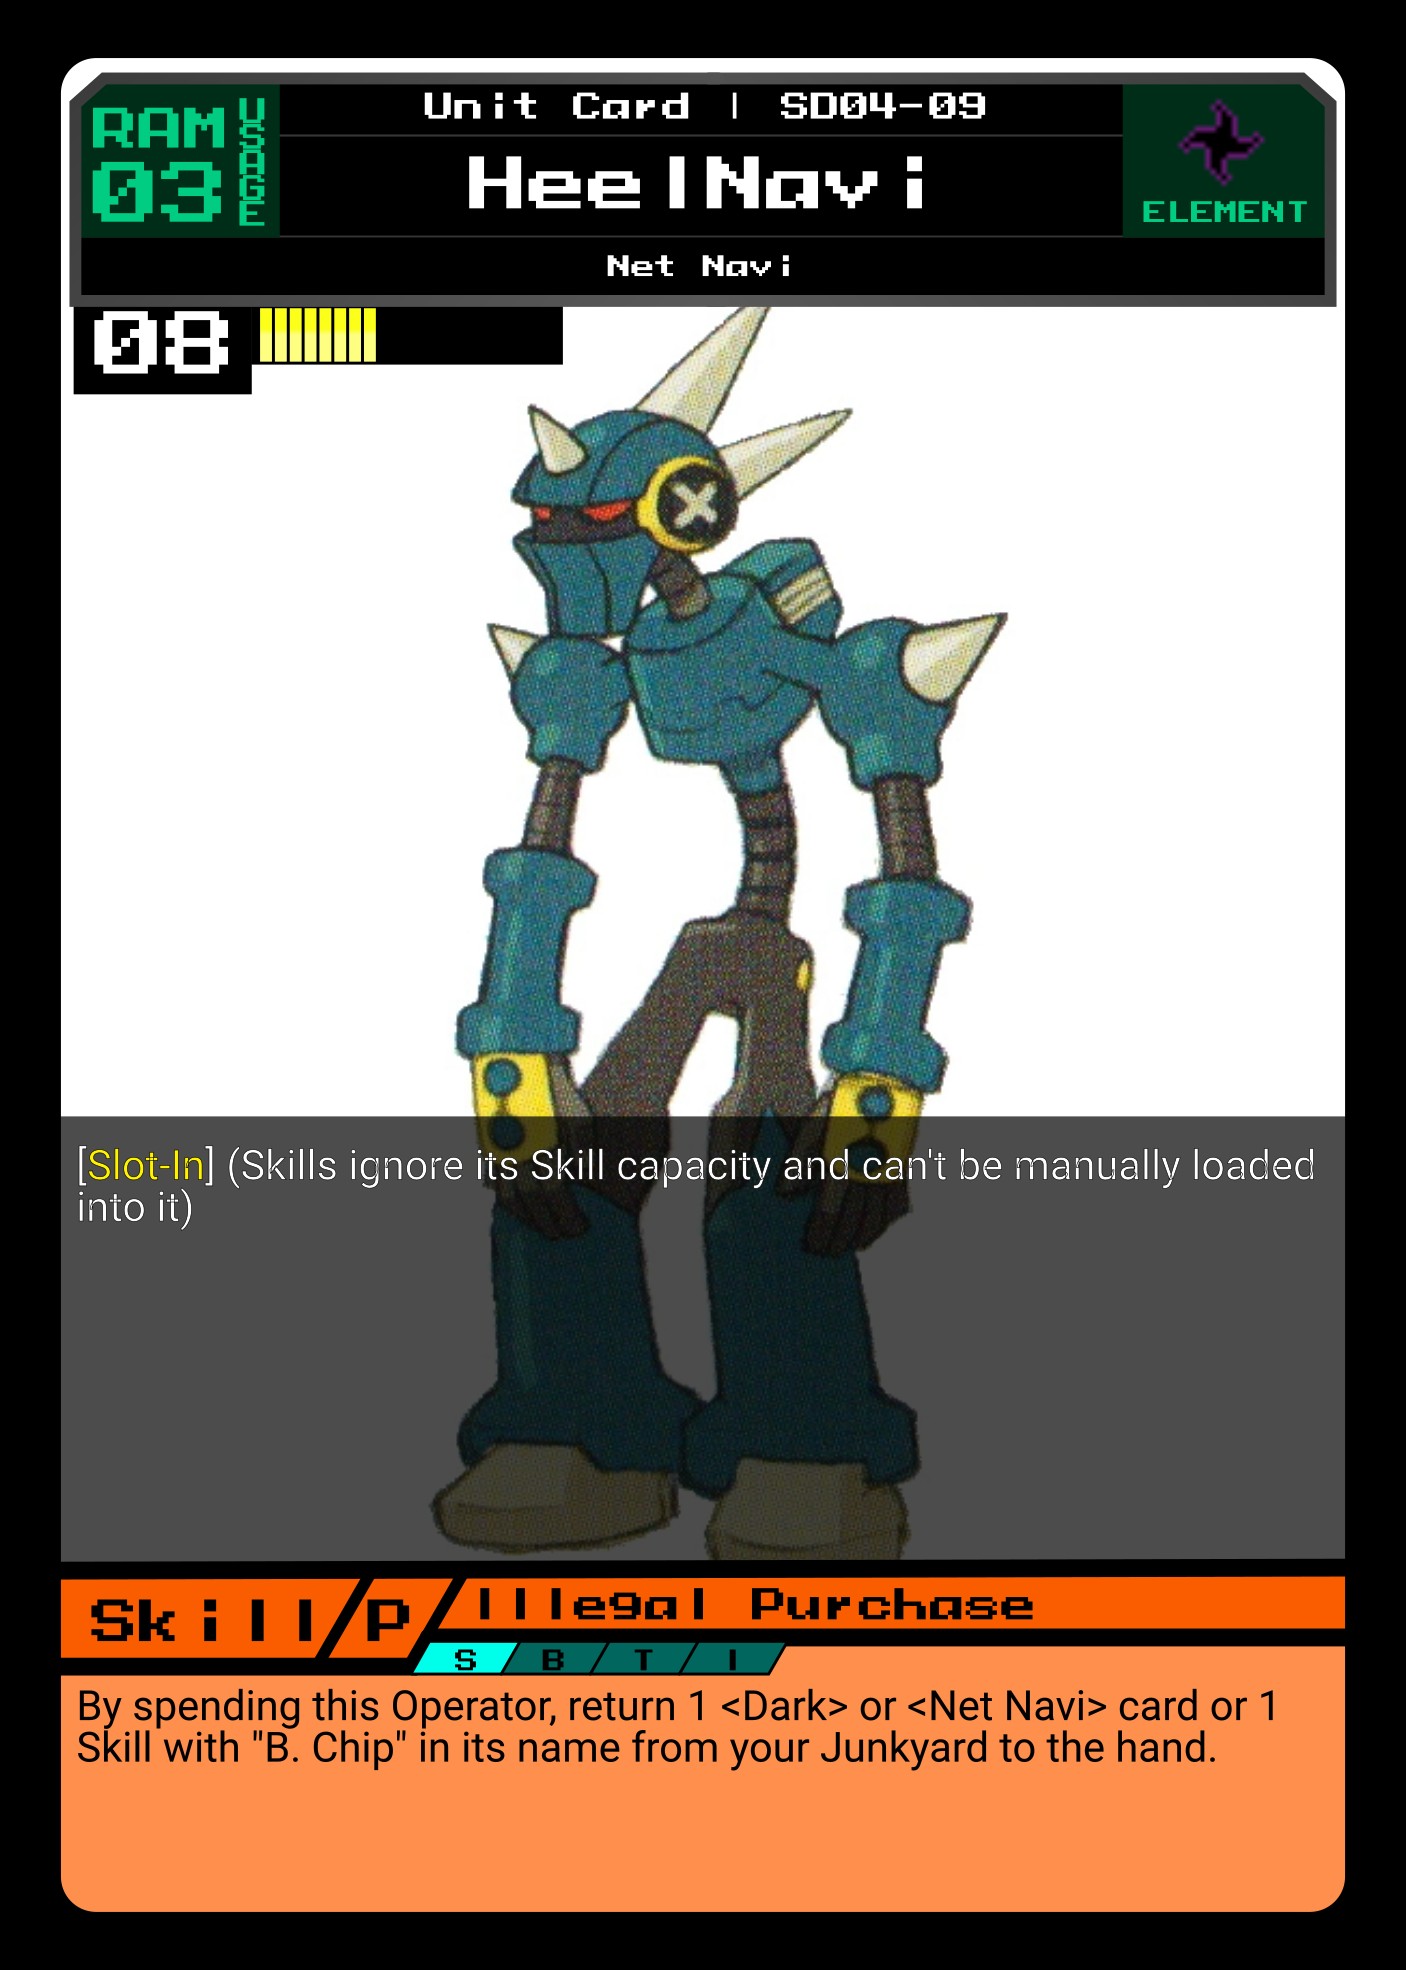 RAM
03
USAGE
Unit Card | SD04-09
HeelNavi
ELEMENT
Net Navi
08
[Slot-In] (Skills ignore its Skill capacity and can't be manually loaded
into it)
Skill/P
Illegal Purchase
S B T I
By spending this Operator, return 1 <Dark> or <Net Navi> card or 1
Skill with "B. Chip" in its name from your Junkyard to the hand.